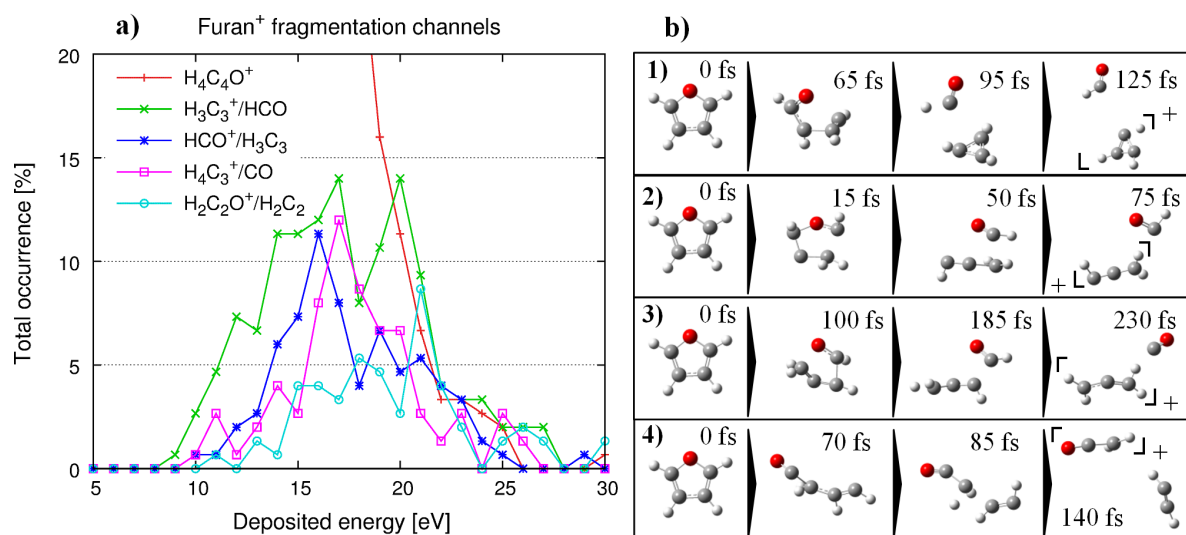 a)
Furan⁺ fragmentation channels
Total occurrence [%]
20
15
10
5
0
H₄C₄O⁺
H₃C₃⁺/HCO
HCO⁺/H₃C₃
H₄C₃⁺/CO
H₂C₂O⁺/H₂C₂
5 10 15 20 25 30
Deposited energy [eV]
b)
1) 0 fs 65 fs 95 fs 125 fs
+
2) 0 fs 15 fs 50 fs 75 fs
+
3) 0 fs 100 fs 185 fs 230 fs
+
4) 0 fs 70 fs 85 fs
+
140 fs